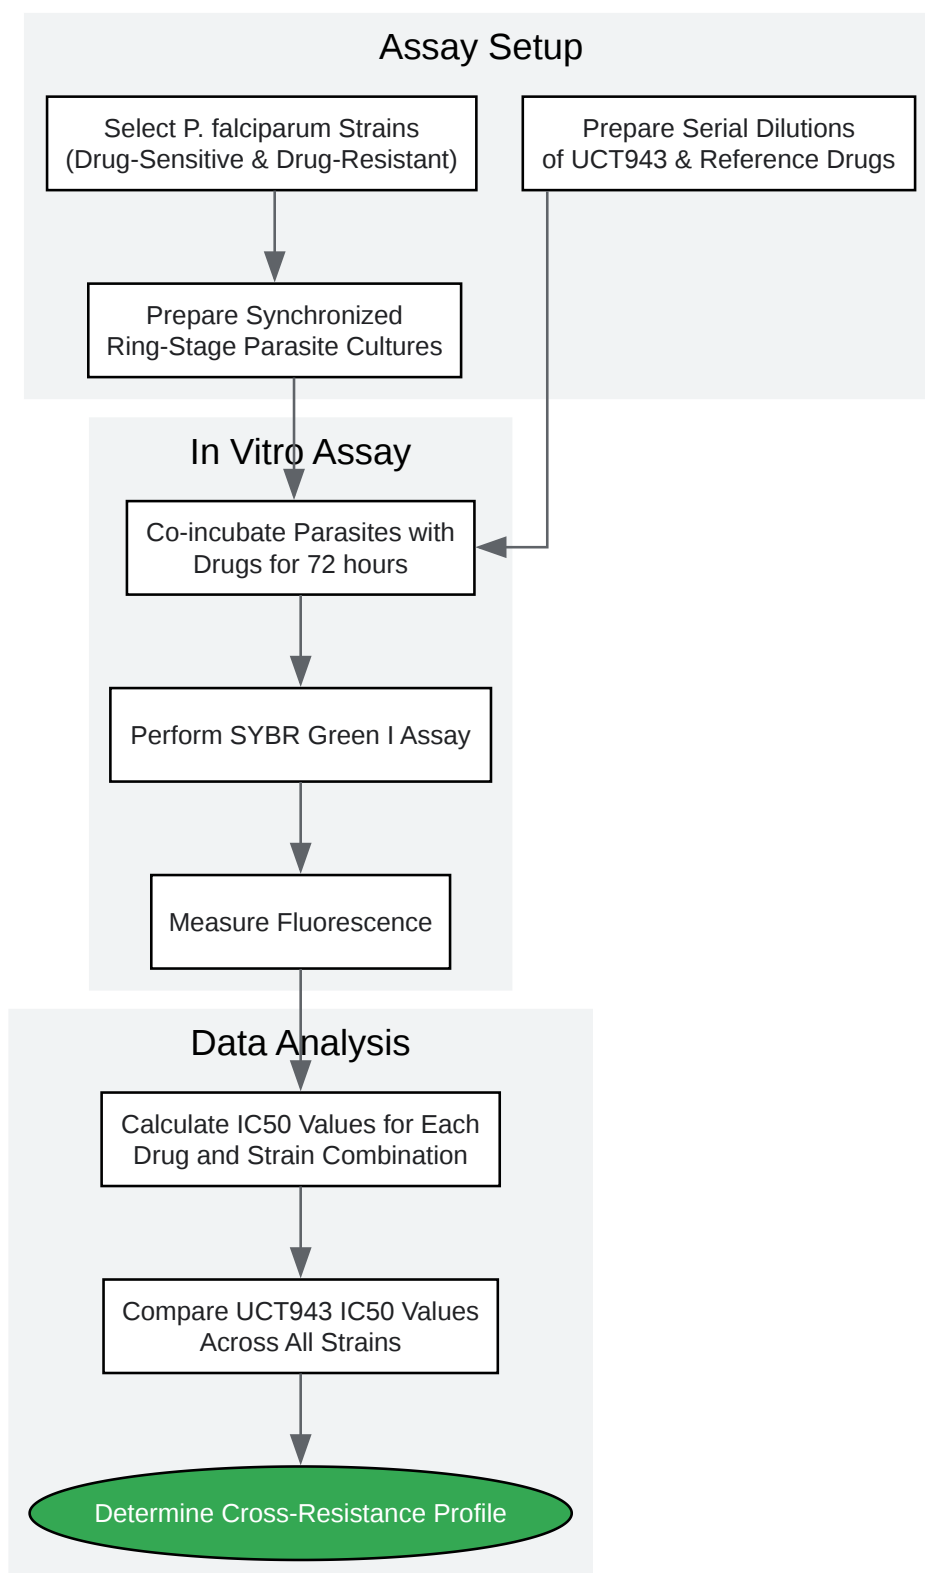 Assay Setup
Select P. falciparum Strains
(Drug-Sensitive & Drug-Resistant)
Prepare Serial Dilutions
of UCT943 & Reference Drugs
Prepare Synchronized
Ring-Stage Parasite Cultures
In Vitro Assay
Co-incubate Parasites with
Drugs for 72 hours
Perform SYBR Green I Assay
Measure Fluorescence
Data Analysis
Calculate IC50 Values for Each
Drug and Strain Combination
Compare UCT943 IC50 Values
Across All Strains
Determine Cross-Resistance Profile